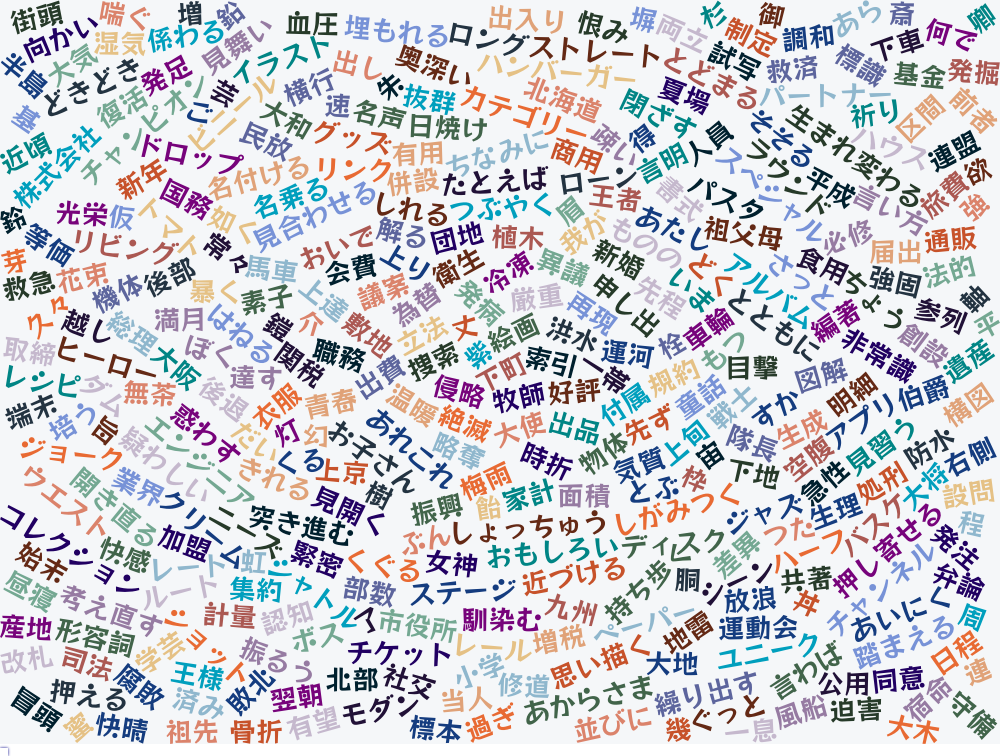 街頭
喘ぐ
増
鉛
血圧
埋もれる
ロング
出入り
恨み
塀
両立
杉
御
制定
調和
あら
斎
何で
卿
向かい
湿気
係わる
見舞い
イラスト
出し
奥深い
ストレート
とどまる
試写
救済
標識
下車
基金
発掘
半島
大気
どきどき
発足
芸
ビニール
横行
米
抜群
ハンバーガー
北海道
夏場
パートナー
祈り
区間
前者
基
復活
チャンピオン
ご
大和
速
名声
日焼け
カテゴリー
閉ざす
そそる
生まれ変わる
ハウス
連盟
近頃
株式会社
ドロップ
民放
グッズ
有用
ちなみに
商用
疎い
急
言明
人員
ラウンド
平成
旅費
欲
新年
国務
名付ける
リンク
併設
たとえば
ローン
王者
書式
パスタ
スペシャル
言い方
強
鈴
光栄
仮
トマト
如く
名乗る
見合わせる
しれる
つぶやく
眉
我が
あたし
祖父母
必修
届出
通販
等価
リビング
常々
おいで
解る
団地
植木
ものの
どく
アルバム
さっと
食用
強固
法的
芽
救急
花束
機体
後部
馬車
会費
上り
衛生
冷凍
異議
新婚
先程
いま
とともに
ちょう
参列
軸
久々
越し
総理
満月
暴く
素子
上達
議案
為替
発病
厳重
再現
申し出
車輪
編著
創設
平
取締
ヒーロー
大阪
ぼく
はねる
鎧
介
敷地
立法
丈
絵画
洪水
運河
栓
もつ
目撃
非常識
遺産
レシピ
ダム
無茶
後退
達す
関税
職務
出費
捜索
紫
下町
索引
一帯
規約
図解
端末
培う
旨
惑わす
衣服
青春
温暖
侵略
牧師
好評
付属
童話
戦士
すか
明細
アプリ
伯爵
構図
ジョーク
疑わしい
エンジニア
だい
灯
幻
お子さん
あれこれ
絶滅
大使
出品
先ず
上向
宙
隊長
生成
空腹
見習う
防水
右側
ウエスト
開き直る
業界
きれる
くる
上京
樹
略奪
梅雨
時折
物体
気質
とぶ
枠
下地
急性
処刑
大将
設問
コレクション
快感
クリーム
ニーズ
突き進む
見開く
振興
飴
家計
面積
しがみつく
ジャズ
生理
バスケ
寄せる
程
始末
加盟
虹
緊密
くぐる
ぶん
しょっちゅう
おもしろい
ディスク
差異
つた
ハーフ
発注
昼寝
考え直す
レート
ルート
集約
シャトル
部数
女神
ステージ
近づける
持ち歩く
胴
シーン
共著
押し
チャンネル
弁論
産地
形容詞
ニョット
計量
認知
ボス
へ
市役所
馴染む
九州
ペーパー
地雷
放浪
丼
あいにく
周
改札
司法
学芸
振るう
チケット
レール
増税
思い描く
運動会
ユニーク
踏まえる
日程
腐敗
王様
敗北
北部
社交
小学
修道
大地
言わば
公用
同意
宿命
連
冒頭
押える
蟹
快晴
済み
祖先
骨折
翌朝
有望
モダン
標本
当人
過ぎ
あからさま
並びに
繰り出す
幾
ぐっと
一息
風船
迫害
大木
守備